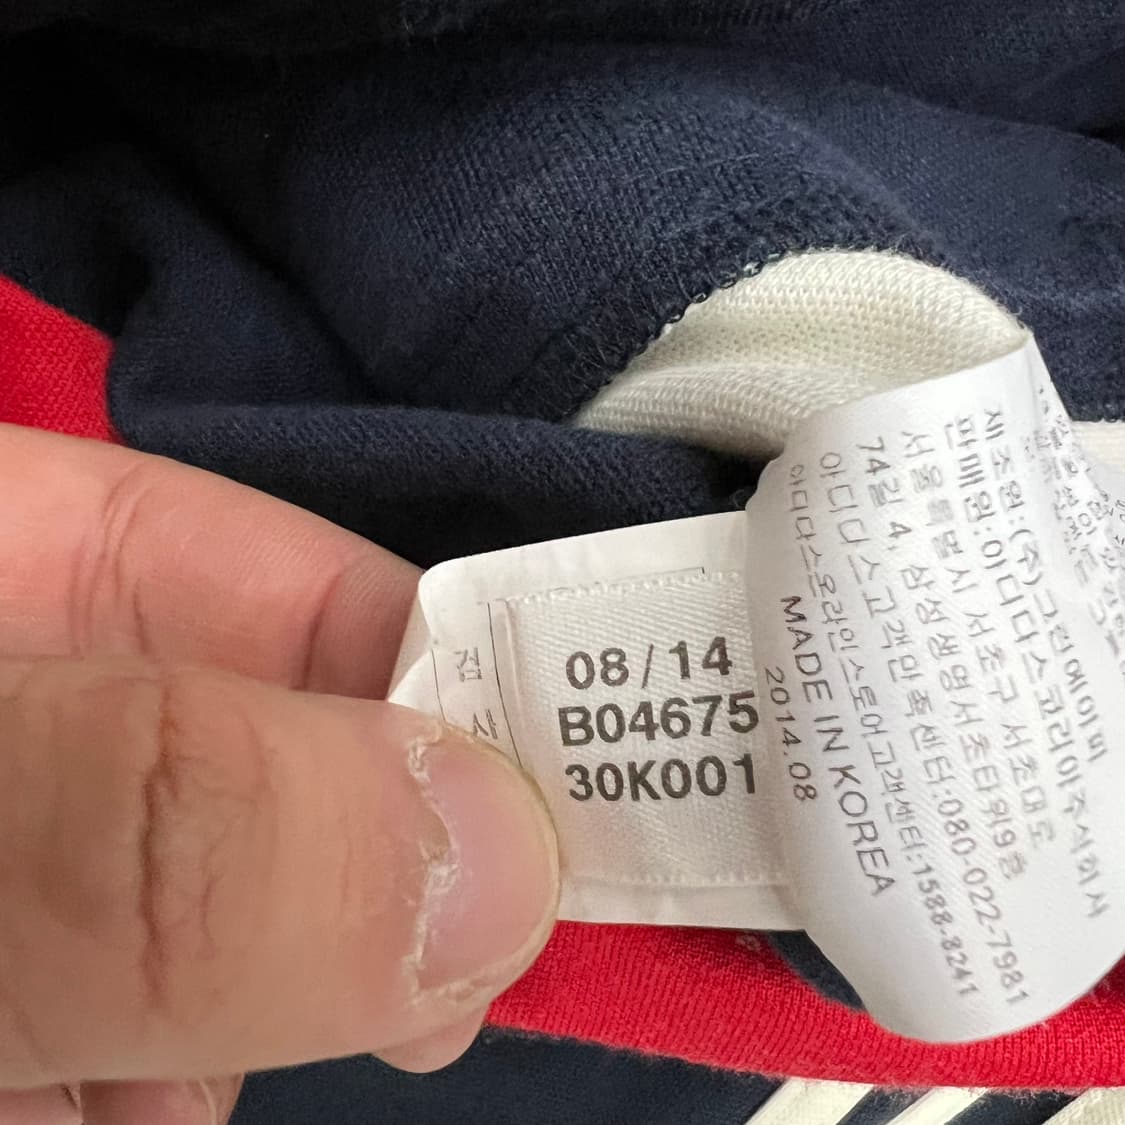 검
사
08/14
B04675
30K001
제조원:(주)그린에이미
판매원:아디다스코리아주식회사
서울특별시 서초구 서초대로
74길 4, 삼성생명서초타워9층
아디다스고객만족센터:080-022-7981
아디다스온라인스토어고객센터:1588-8241
MADE IN KOREA
2014.08